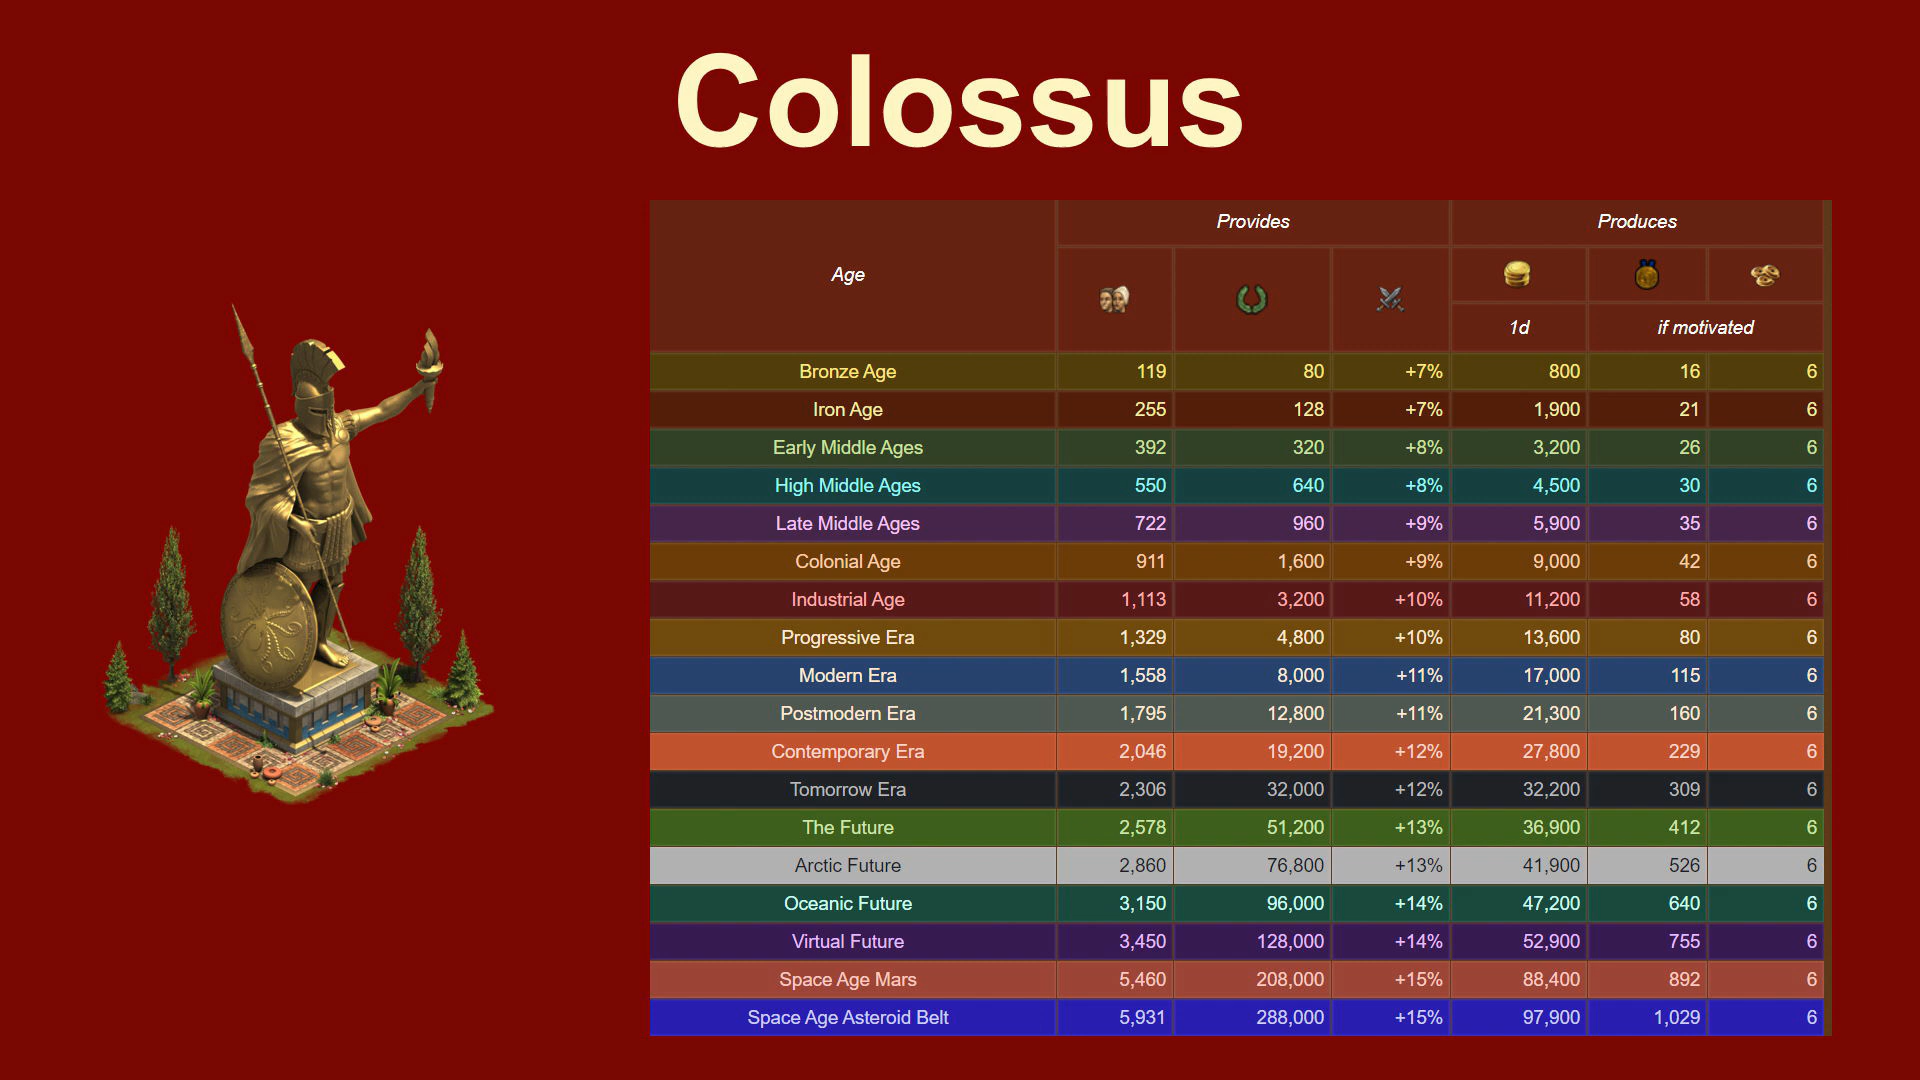 Colossus
Age Provides Produces
1d if motivated
Bronze Age 119 80 +7% 800 16 6
Iron Age 255 128 +7% 1,900 21 6
Early Middle Ages 392 320 +8% 3,200 26 6
High Middle Ages 550 640 +8% 4,500 30 6
Late Middle Ages 722 960 +9% 5,900 35 6
Colonial Age 911 1,600 +9% 9,000 42 6
Industrial Age 1,113 3,200 +10% 11,200 58 6
Progressive Era 1,329 4,800 +10% 13,600 80 6
Modern Era 1,558 8,000 +11% 17,000 115 6
Postmodern Era 1,795 12,800 +11% 21,300 160 6
Contemporary Era 2,046 19,200 +12% 27,800 229 6
Tomorrow Era 2,306 32,000 +12% 32,200 309 6
The Future 2,578 51,200 +13% 36,900 412 6
Arctic Future 2,860 76,800 +13% 41,900 526 6
Oceanic Future 3,150 96,000 +14% 47,200 640 6
Virtual Future 3,450 128,000 +14% 52,900 755 6
Space Age Mars 5,460 208,000 +15% 88,400 892 6
Space Age Asteroid Belt 5,931 288,000 +15% 97,900 1,029 6